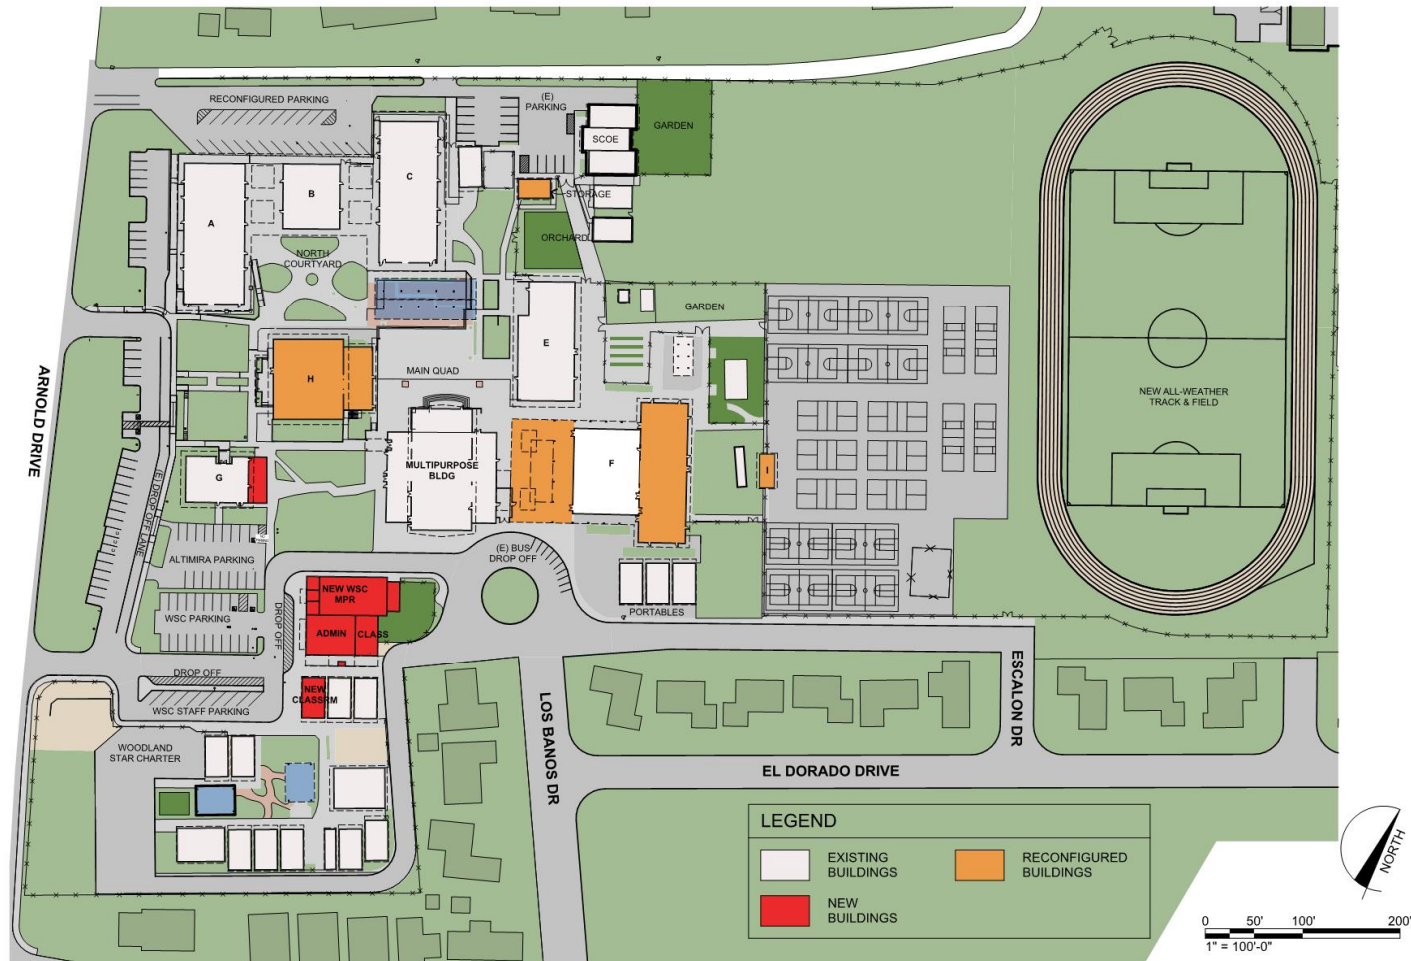 RECONFIGURED PARKING
(E)
PARKING
SCOE
GARDEN
A
B
C
STORAGE
ORCHARD
NORTH
COURTYARD
GARDEN
E
H
MAIN QUAD
ARNOLD DRIVE
NEW ALL-WEATHER
TRACK & FIELD
MULTIPURPOSE
BLDG
F
I
G
(E) DROP OFF LANE
ALTIMIRA PARKING
(E) BUS
DROP OFF
NEW WSC
MPR
ADMIN
CLASS
DROP OFF
WSC PARKING
PORTABLES
DROP OFF
WSC STAFF PARKING
NEW
CLASSRM
WOODLAND
STAR CHARTER
LOS BANOS DR
ESCALON DR
EL DORADO DRIVE
LEGEND
EXISTING
BUILDINGS
RECONFIGURED
BUILDINGS
NEW
BUILDINGS
NORTH
0 50' 100' 200'
1" = 100'-0"